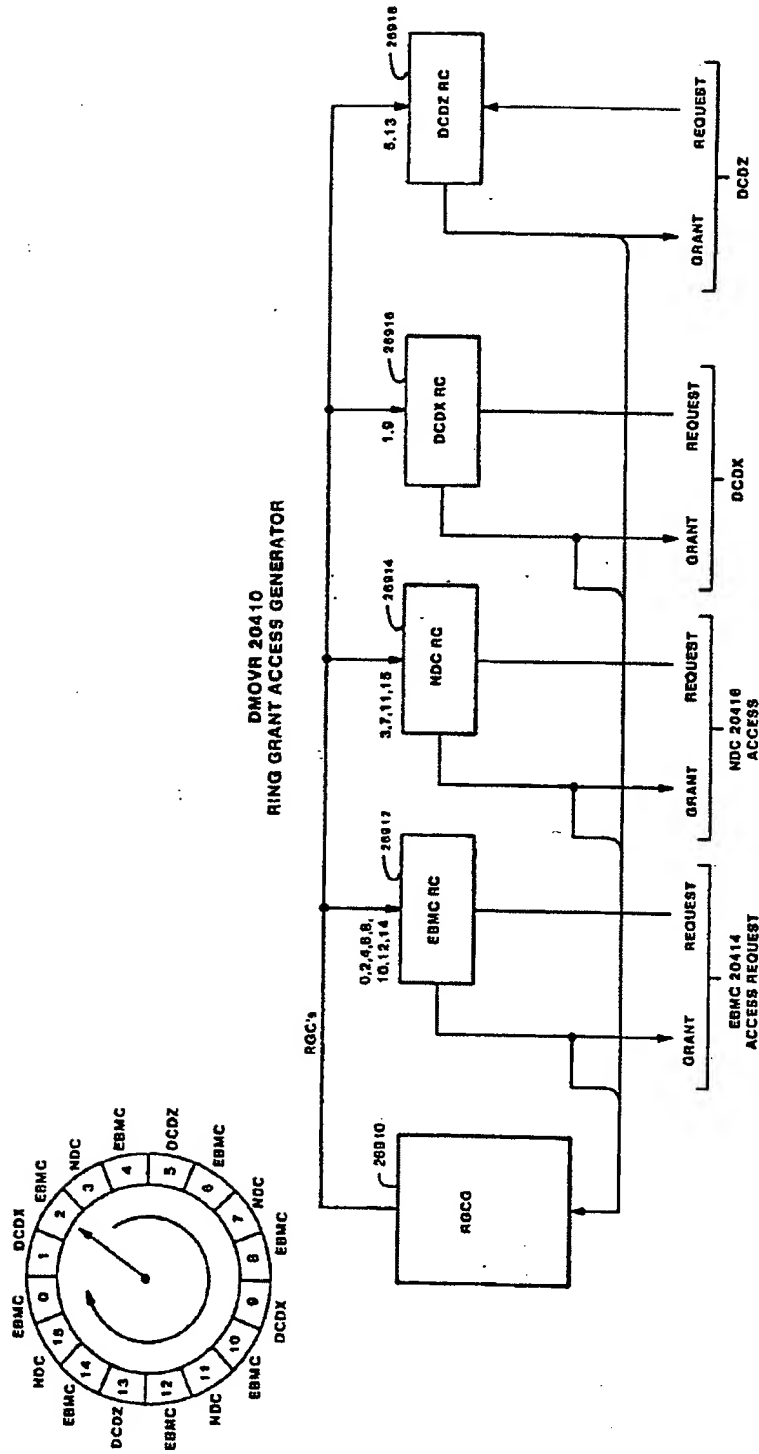 DMOVR 20410
RING GRANT ACCESS GENERATOR
EBMC
DCDX
EBMC
NDC
EBMC
DCDZ
EBMC
NDC
EBMC
DCDX
EBMC
NDC
EBMC
DCDZ
EBMC
NDC
0
1
2
3
4
5
6
7
8
9
10
11
12
13
14
15
RGC's
26910
RGCG
0,2,4,6,8,
10,12,14
26912
EBMC RC
3,7,11,15
26914
NDC RC
1,9
26916
DCDX RC
5,13
26918
DCDZ RC
GRANT REQUEST
EBMC 20414
ACCESS REQUEST
GRANT REQUEST
NDC 20416
ACCESS
GRANT REQUEST
DCDX
GRANT REQUEST
DCDZ